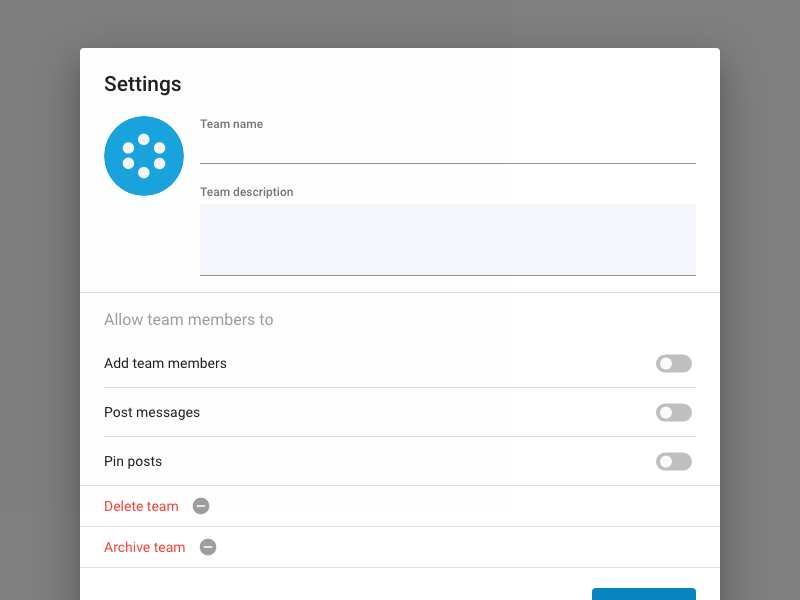 Settings
Team name
Team description
Allow team members to
Add team members
Post messages
Pin posts
Delete team
Archive team